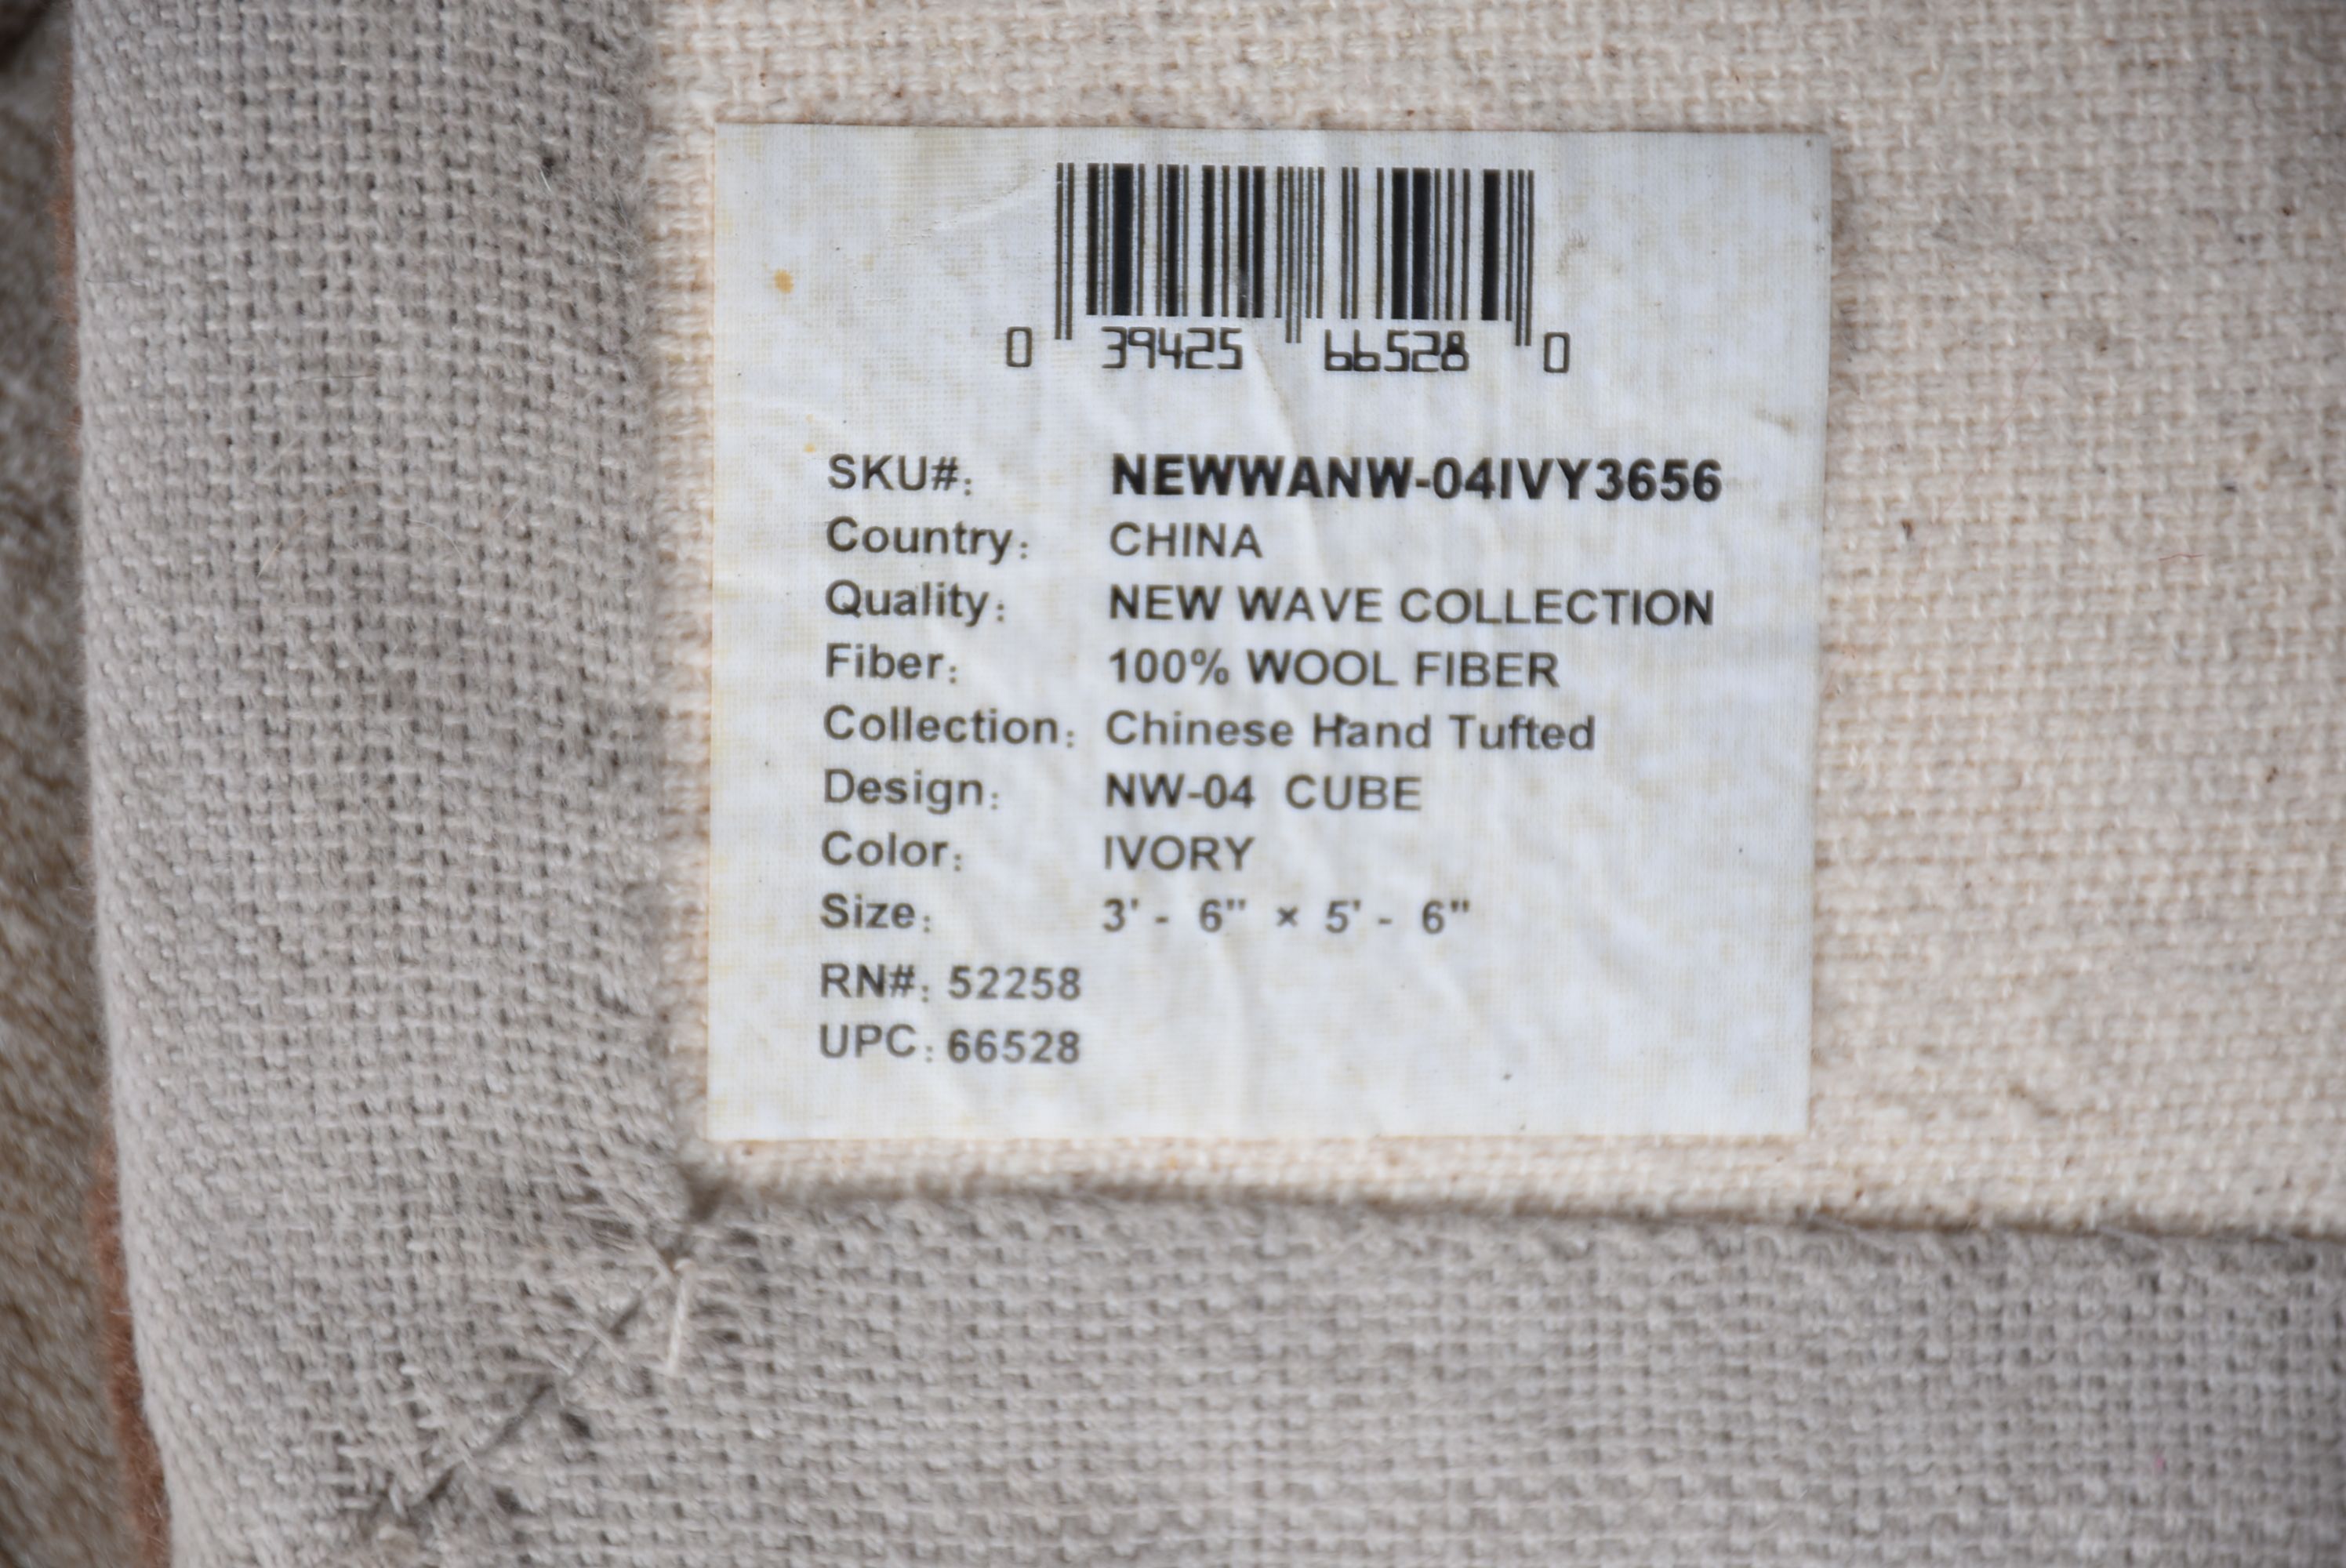 0 39425 66528 0
SKU#: NEWWANW-04IVY3656
Country: CHINA
Quality: NEW WAVE COLLECTION
Fiber: 100% WOOL FIBER
Collection: Chinese Hand Tufted
Design: NW-04 CUBE
Color: IVORY
Size: 3' - 6" × 5' - 6"
RN#: 52258
UPC: 66528